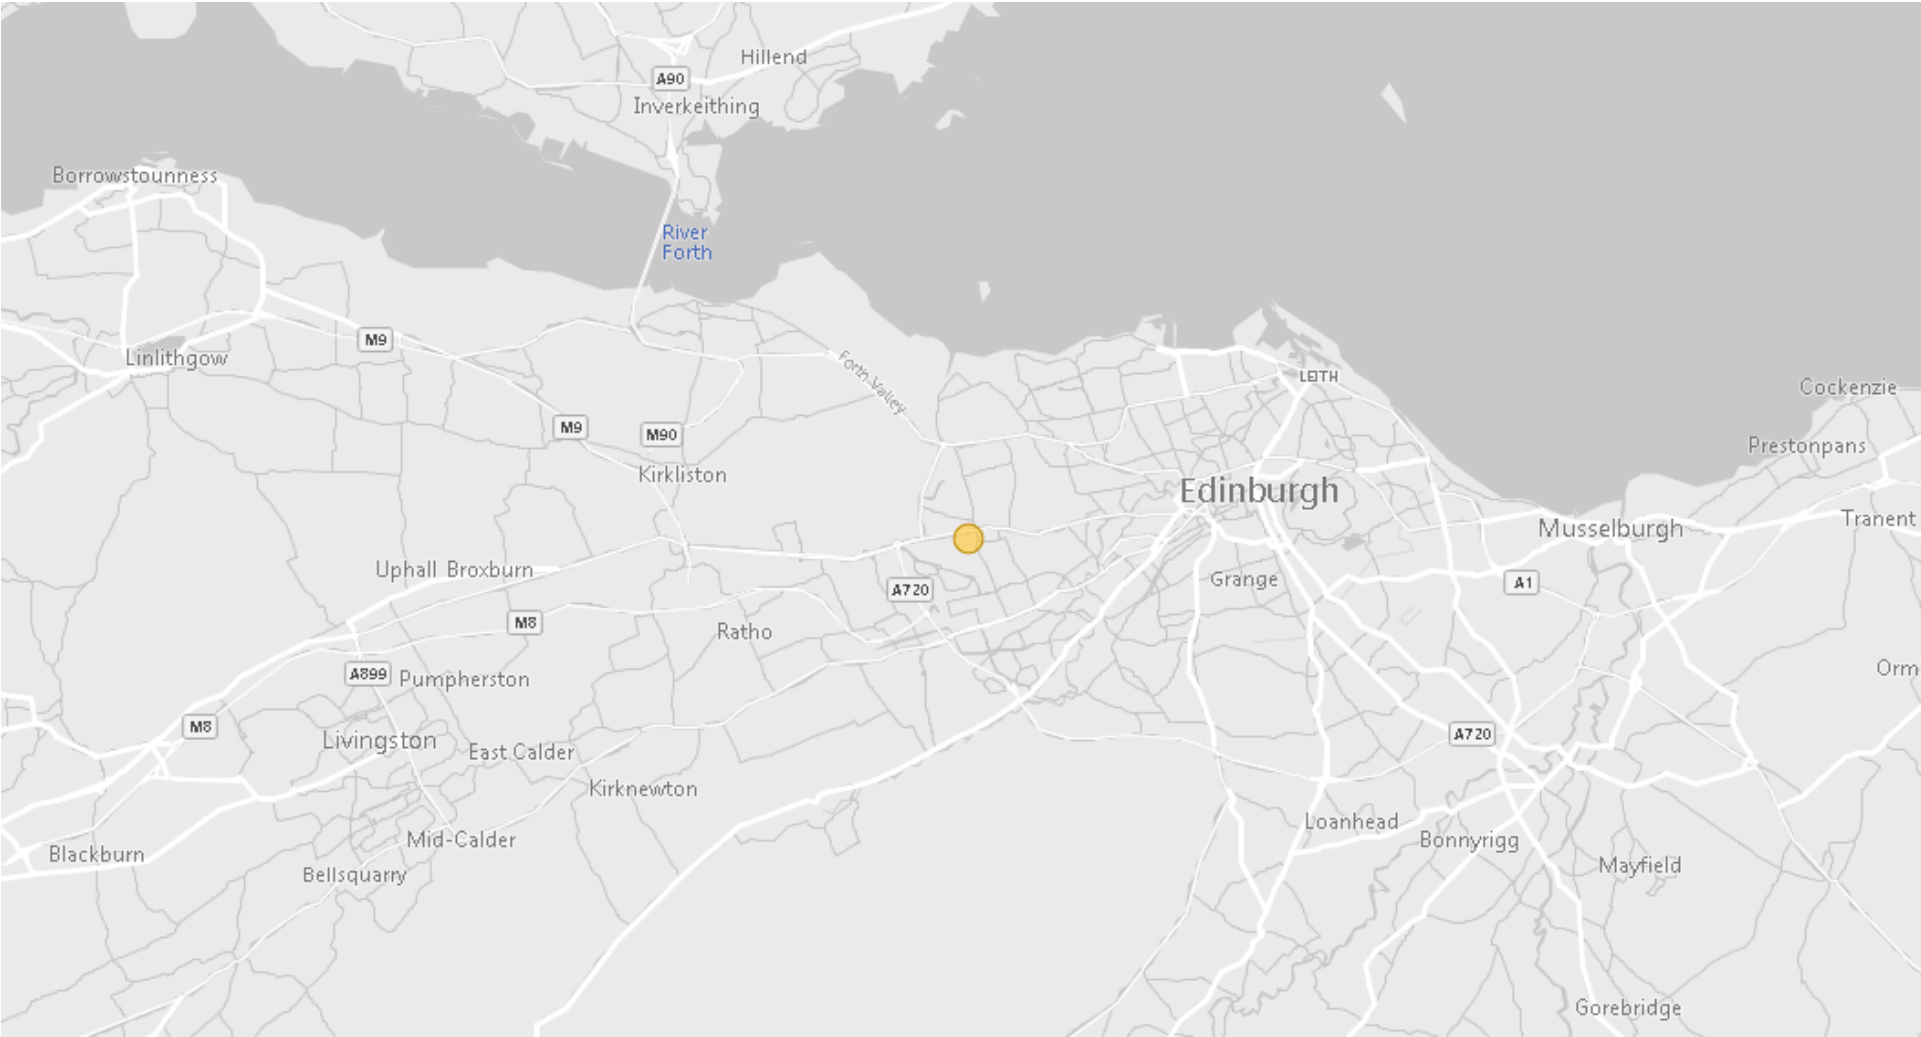 Hillend
A90
Inverkeithing
Borrowstounness
River
Forth
M9
Linlithgow
Forth Valley
LEITH
Cockenzie
M9
M90
Prestonpans
Kirkliston
Edinburgh
Tranent
Musselburgh
Uphall Broxburn
Grange
A1
A720
M8
Ratho
Orm
A899
Pumpherston
M8
Livingston
A720
East Calder
Kirknewton
Loanhead
Mid-Calder
Bonnyrigg
Blackburn
Mayfield
Bellsquarry
Gorebridge